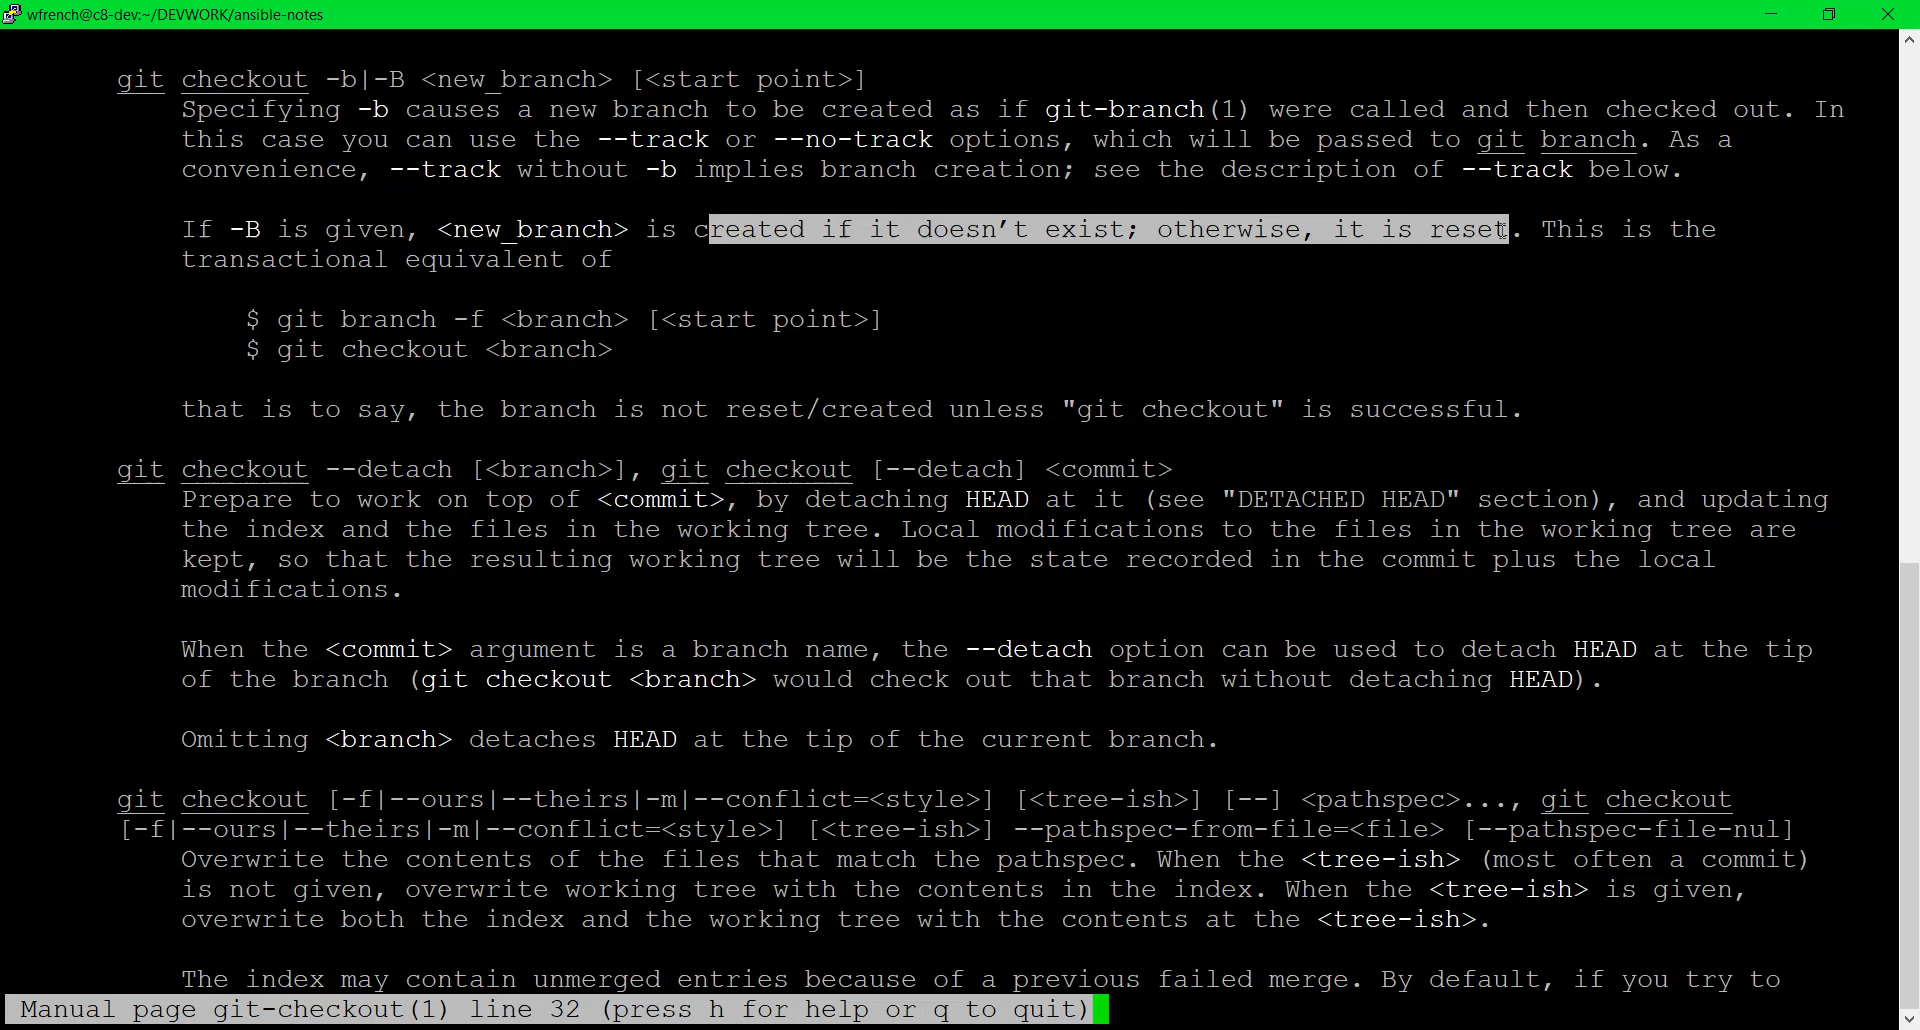 wfrench@c8-dev:~/DEVWORK/ansible-notes
git checkout -b|-B <new_branch> [<start point>]
Specifying -b causes a new branch to be created as if git-branch(1) were called and then checked out. In
this case you can use the --track or --no-track options, which will be passed to git branch. As a
convenience, --track without -b implies branch creation; see the description of --track below.
If -B is given, <new_branch> is created if it doesn’t exist; otherwise, it is reset. This is the
transactional equivalent of
$ git branch -f <branch> [<start point>]
$ git checkout <branch>
that is to say, the branch is not reset/created unless "git checkout" is successful.
git checkout --detach [<branch>], git checkout [--detach] <commit>
Prepare to work on top of <commit>, by detaching HEAD at it (see "DETACHED HEAD" section), and updating
the index and the files in the working tree. Local modifications to the files in the working tree are
kept, so that the resulting working tree will be the state recorded in the commit plus the local
modifications.
When the <commit> argument is a branch name, the --detach option can be used to detach HEAD at the tip
of the branch (git checkout <branch> would check out that branch without detaching HEAD).
Omitting <branch> detaches HEAD at the tip of the current branch.
git checkout [-f|--ours|--theirs|-m|--conflict=<style>] [<tree-ish>] [--] <pathspec>..., git checkout
[-f|--ours|--theirs|-m|--conflict=<style>] [<tree-ish>] --pathspec-from-file=<file> [--pathspec-file-nul]
Overwrite the contents of the files that match the pathspec. When the <tree-ish> (most often a commit)
is not given, overwrite working tree with the contents in the index. When the <tree-ish> is given,
overwrite both the index and the working tree with the contents at the <tree-ish>.
The index may contain unmerged entries because of a previous failed merge. By default, if you try to
Manual page git-checkout(1) line 32 (press h for help or q to quit)